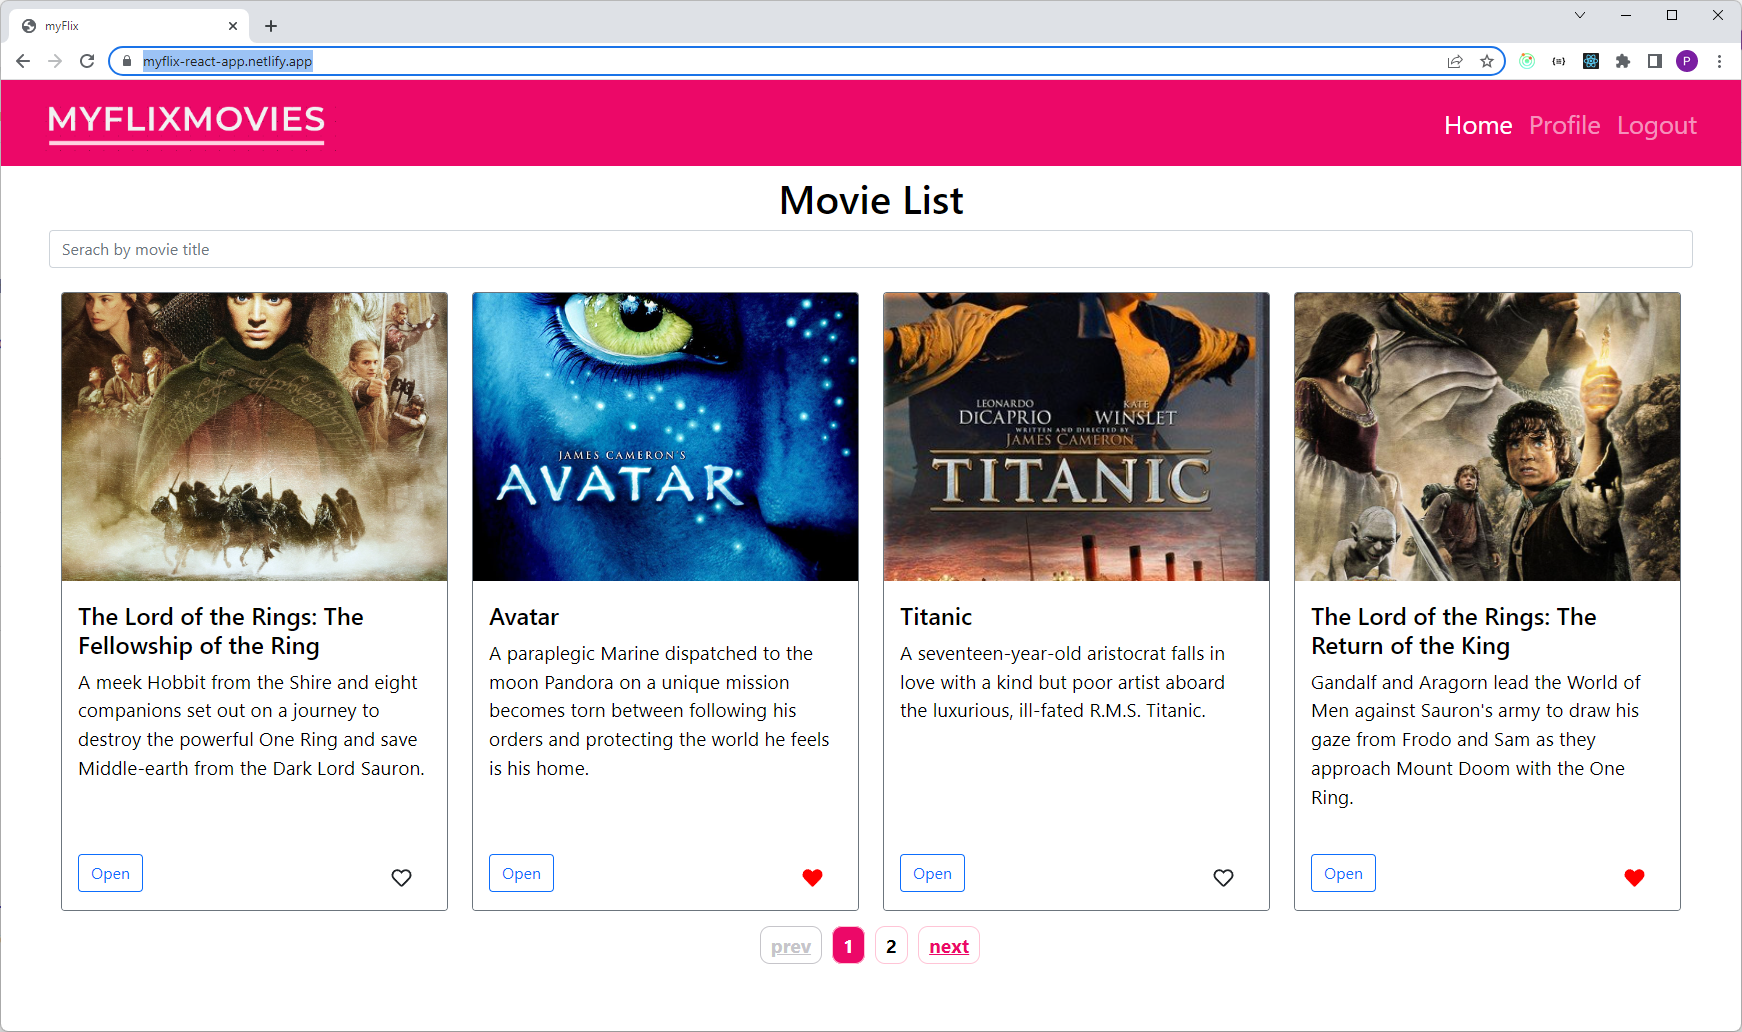 myFlix
myflix-react-app.netlify.app
P
MYFLIXMOVIES
Home Profile Logout
Movie List
Serach by movie title
JAMES CAMERON'S
AVATAR
LEONARDO
DiCAPRIO
KATE
WINSLET
WRITTEN AND DIRECTED BY
JAMES CAMERON
TITANIC
The Lord of the Rings: The
Fellowship of the Ring
A meek Hobbit from the Shire and eight
companions set out on a journey to
destroy the powerful One Ring and save
Middle-earth from the Dark Lord Sauron.
Open
Avatar
A paraplegic Marine dispatched to the
moon Pandora on a unique mission
becomes torn between following his
orders and protecting the world he feels
is his home.
Open
Titanic
A seventeen-year-old aristocrat falls in
love with a kind but poor artist aboard
the luxurious, ill-fated R.M.S. Titanic.
Open
The Lord of the Rings: The
Return of the King
Gandalf and Aragorn lead the World of
Men against Sauron's army to draw his
gaze from Frodo and Sam as they
approach Mount Doom with the One
Ring.
Open
prev 1 2 next